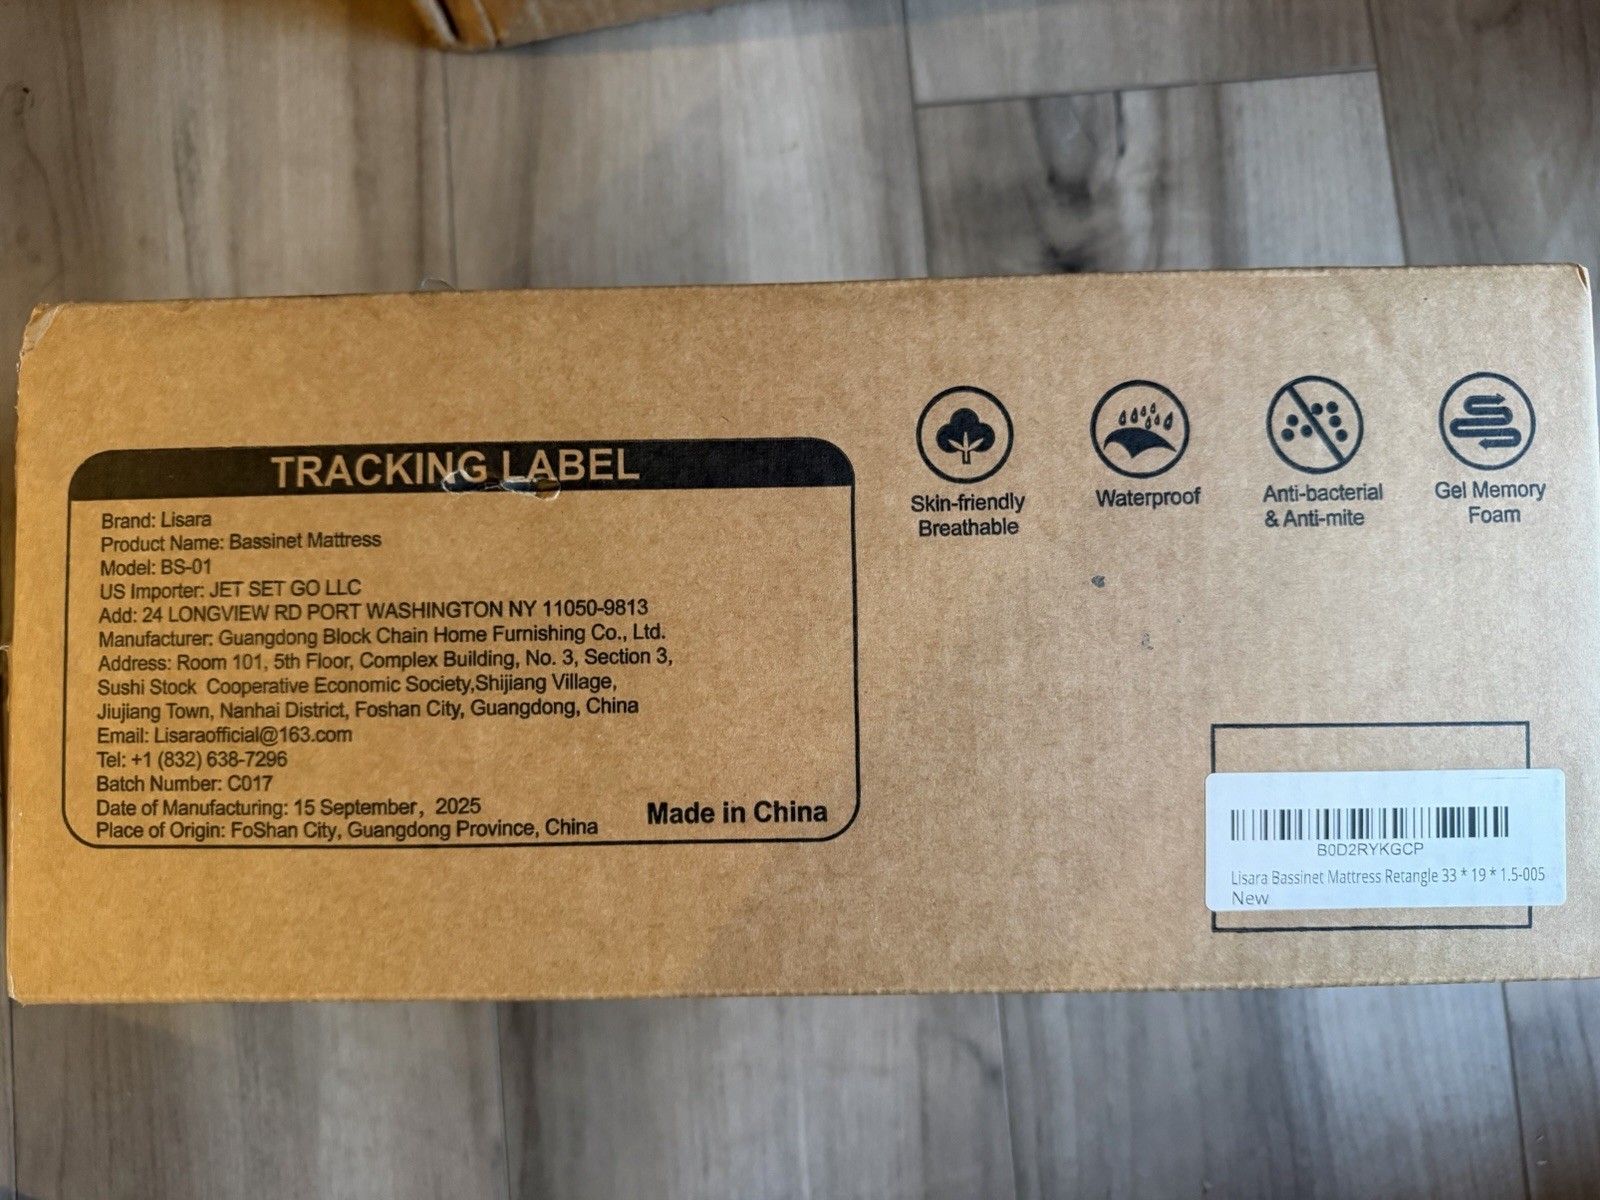 TRACKING LABEL
Brand: Lisara
Product Name: Bassinet Mattress
Model: BS-01
US Importer: JET SET GO LLC
Add: 24 LONGVIEW RD PORT WASHINGTON NY 11050-9813
Manufacturer: Guangdong Block Chain Home Furnishing Co., Ltd.
Address: Room 101, 5th Floor, Complex Building, No. 3, Section 3,
Sushi Stock Cooperative Economic Society,Shijiang Village,
Jiujiang Town, Nanhai District, Foshan City, Guangdong, China
Email: Lisaraofficial@163.com
Tel: +1 (832) 638-7296
Batch Number: C017
Date of Manufacturing: 15 September, 2025
Place of Origin: FoShan City, Guangdong Province, China
Made in China
Skin-friendly
Breathable
Waterproof
Anti-bacterial
& Anti-mite
Gel Memory
Foam
B0D2RYKGCP
Lisara Bassinet Mattress Retangle 33 * 19 * 1.5-005
New